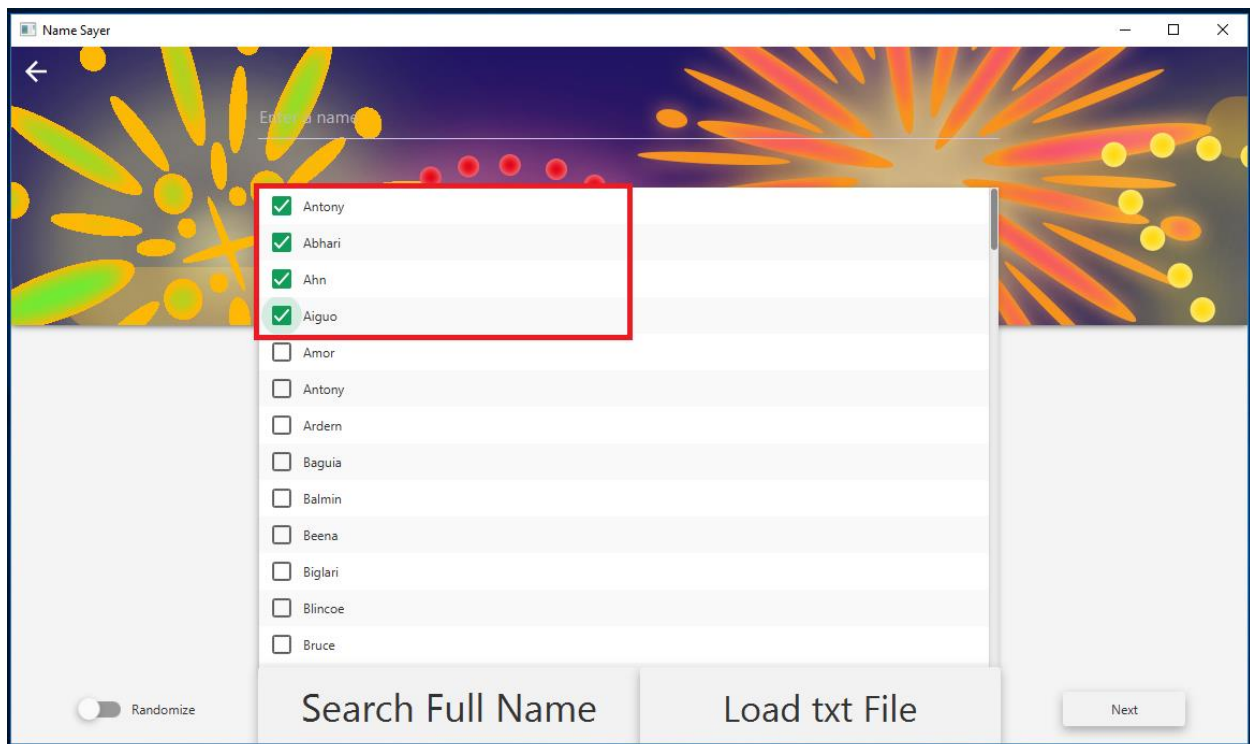 Name Sayer
Enter a name
Antony
Abhari
Ahn
Aiguo
Amor
Antony
Ardern
Baguia
Balmin
Beena
Biglari
Blincoe
Bruce
Randomize
Search Full Name
Load txt File
Next